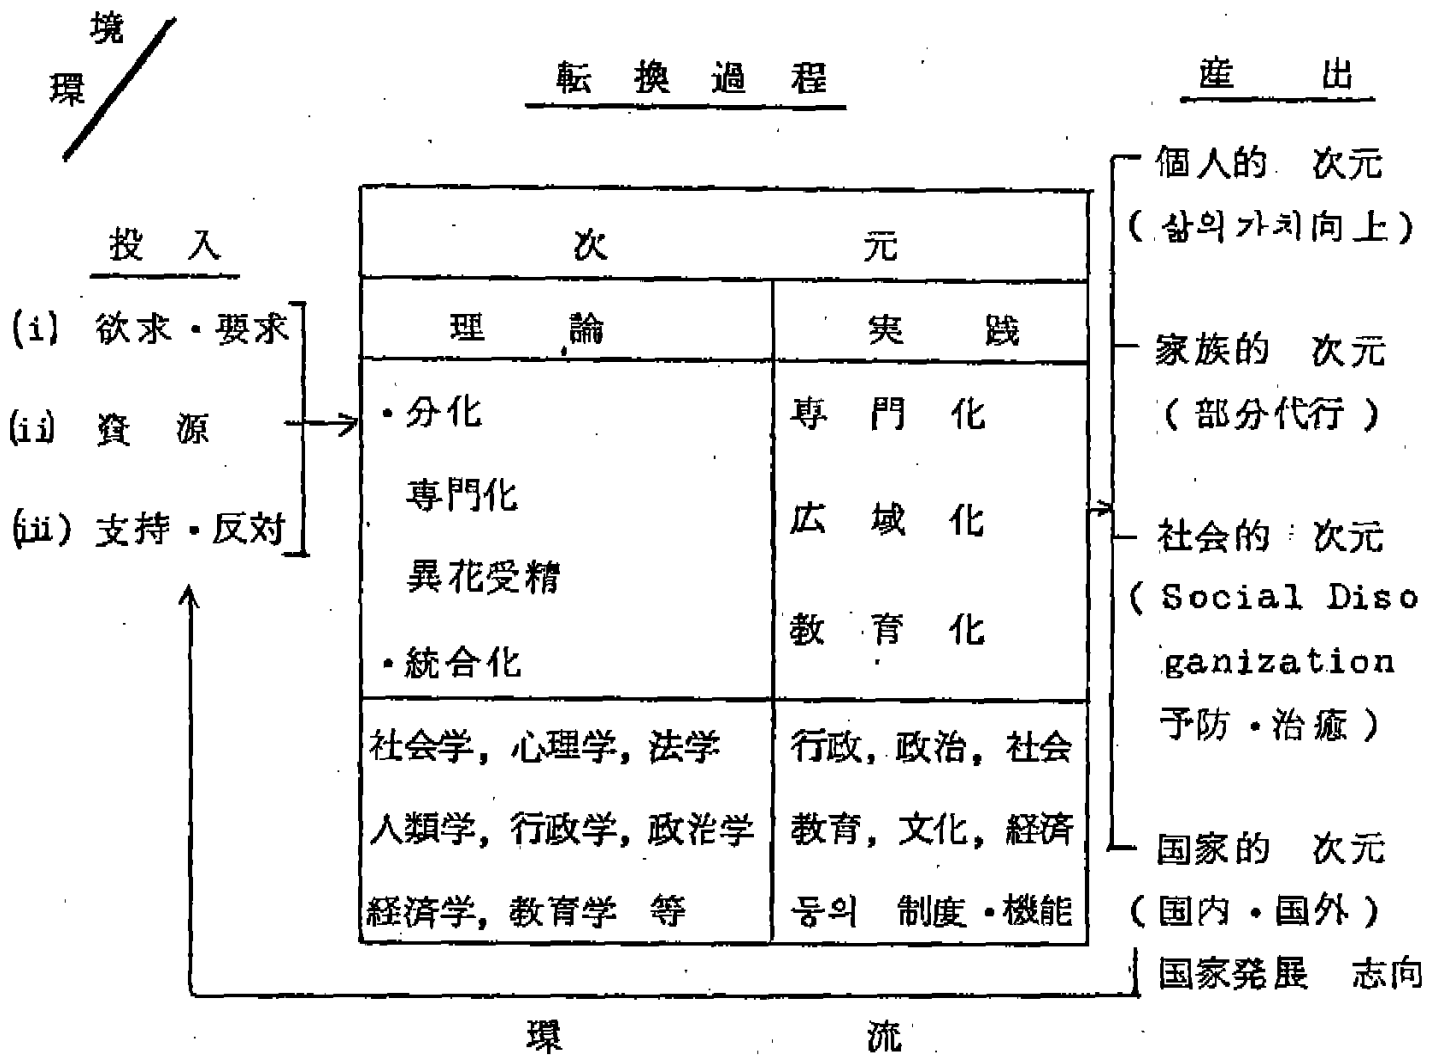 環境
転換過程
産出
投入
(i) 欲求・要求
(ii) 資源
(iii) 支持・反対
次元
理論
実践
・分化
専門化
異花受精
・統合化
専門化
広域化
教育化
社会学, 心理学, 法学
人類学, 行政学, 政治学
経済学, 教育学 等
行政, 政治, 社会
教育, 文化, 経済
등의 制度・機能
個人的 次元
(삶의가치向上)
家族的 次元
(部分代行)
社会的 次元
(Social Diso
ganization
予防・治癒)
国家的 次元
(国内・国外)
国家発展 志向
環流